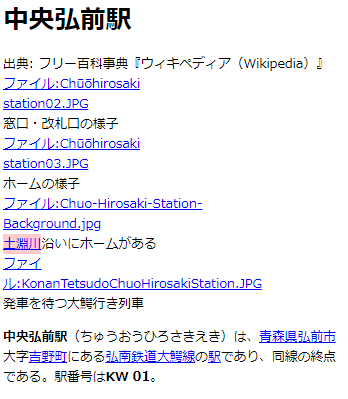 中央弘前駅
出典: フリー百科事典『ウィキペディア（Wikipedia）』
ファイル:Chūōhirosaki
station02.JPG
窓口・改札口の様子
ファイル:Chūōhirosaki
station03.JPG
ホームの様子
ファイル:Chuo-Hirosaki-Station-
Background.jpg
土淵川沿いにホームがある
ファイ
ル:KonanTetsudoChuoHirosakiStation.JPG
発車を待つ大鰐行き列車
中央弘前駅（ちゅうおうひろさきえき）は、青森県弘前市
大字吉野町にある弘南鉄道大鰐線の駅であり、同線の終点
である。駅番号はKW 01。